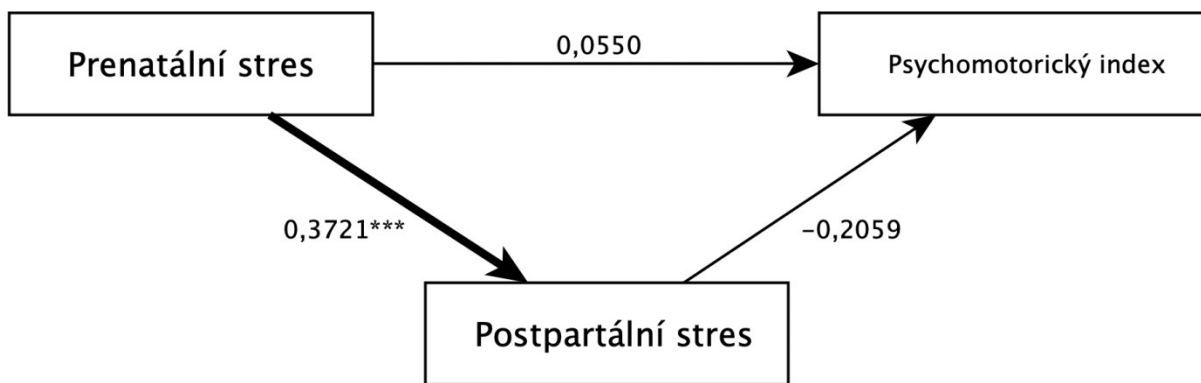 0,0550
Prenatální stres
Psychomotorický index
0,3721***
−0,2059
Postpartální stres